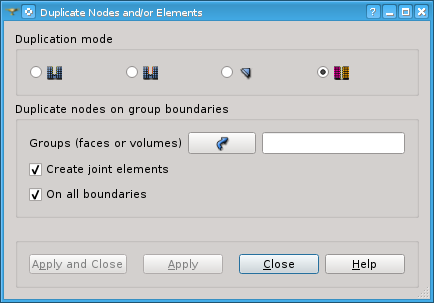 Duplicate Nodes and/or Elements
Duplication mode
Duplicate nodes on group boundaries
Groups (faces or volumes)
Create joint elements
On all boundaries
Apply and Close Apply Close Help